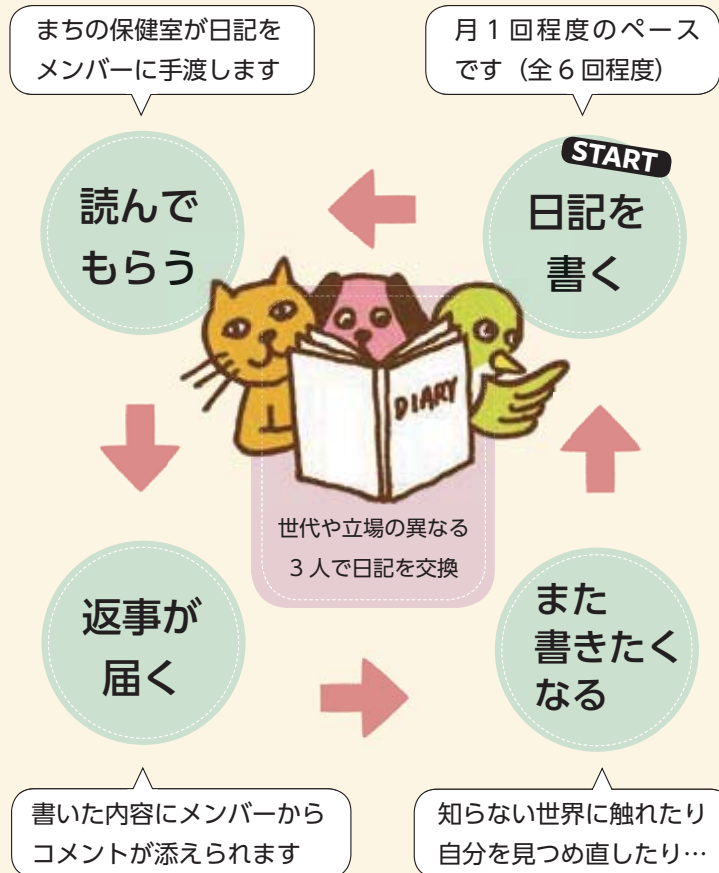 まちの保健室が日記を
メンバーに手渡します
月1回程度のペース
です（全6回程度）
START
日記を
書く
読んで
もらう
DIARY
世代や立場の異なる
3人で日記を交換
返事が
届く
また
書きたく
なる
書いた内容にメンバーから
コメントが添えられます
知らない世界に触れたり
自分を見つめ直したり…